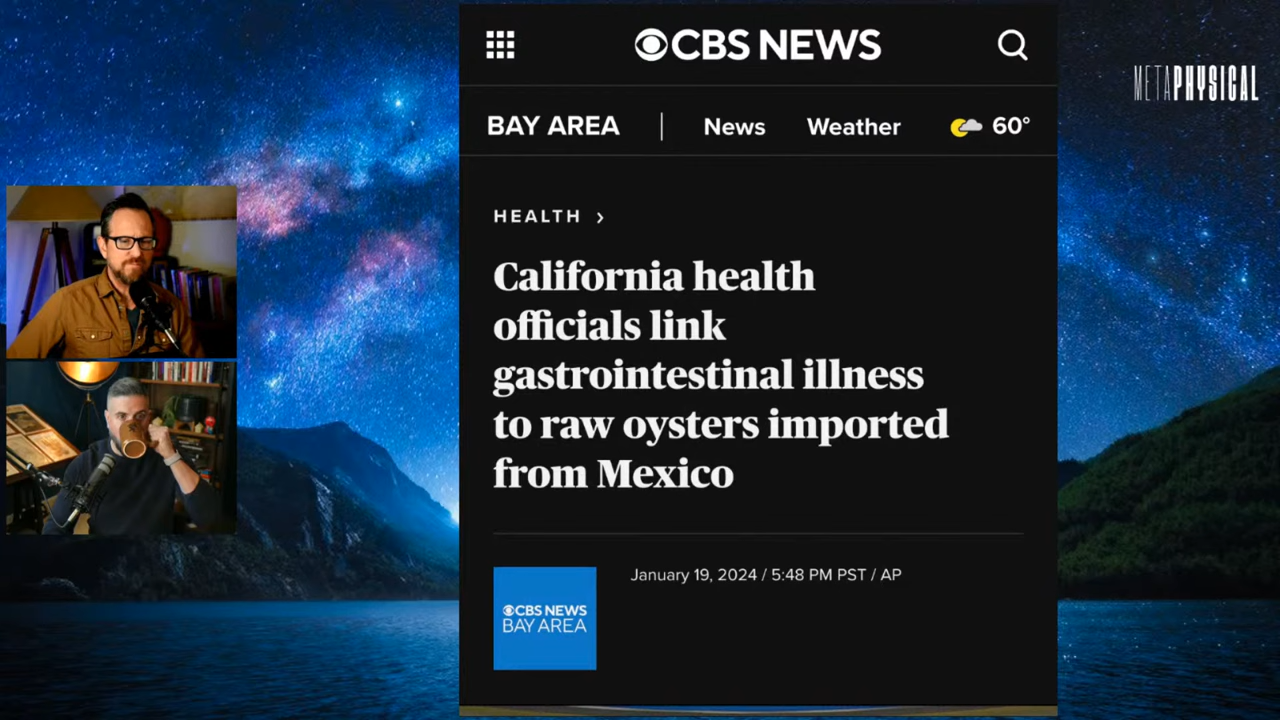 CBS NEWS
METAPHYSICAL
BAY AREA | News Weather 60°
HEALTH >
California health
officials link
gastrointestinal illness
to raw oysters imported
from Mexico
January 19, 2024 / 5:48 PM PST / AP
CBS NEWS
BAY AREA